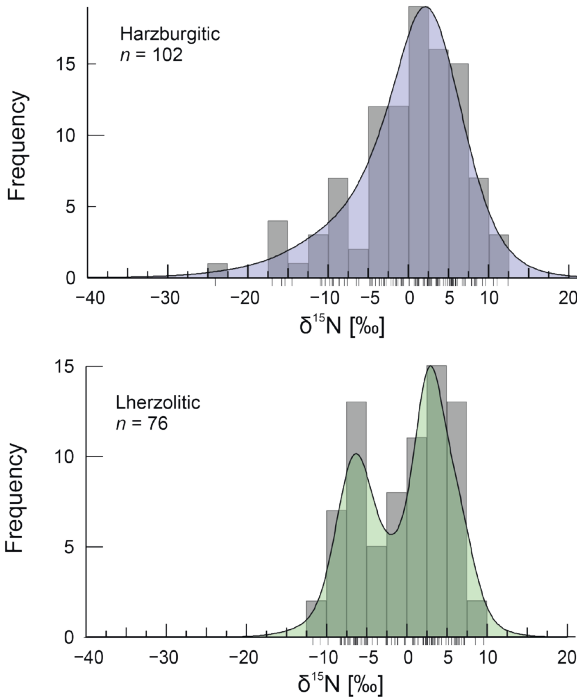 Harzburgitic
n = 102
Frequency
15
10
5
0
−40 −30 −20 −10 −5 0 5 10 20
δ¹⁵N [‰]
Lherzolitic
n = 76
Frequency
15
10
5
0
−40 −30 −20 −10 −5 0 5 10 20
δ¹⁵N [‰]